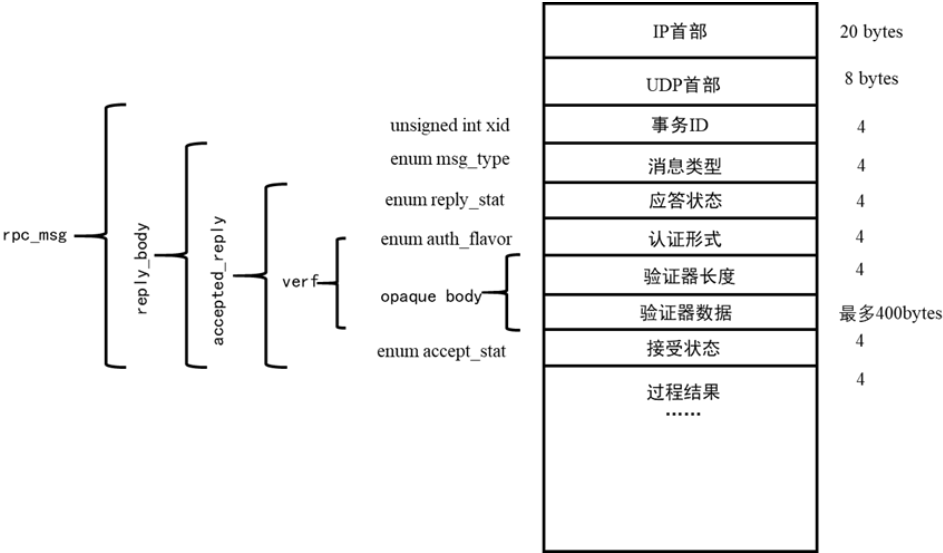 IP首部 20 bytes
UDP首部 8 bytes
unsigned int xid 事务ID 4
enum msg_type 消息类型 4
enum reply_stat 应答状态 4
rpc_msg
reply_body
accepted_reply
verf
enum auth_flavor 认证形式 4
opaque body
验证器长度 4
验证器数据 最多400bytes
enum accept_stat 接受状态 4
过程结果 4
······